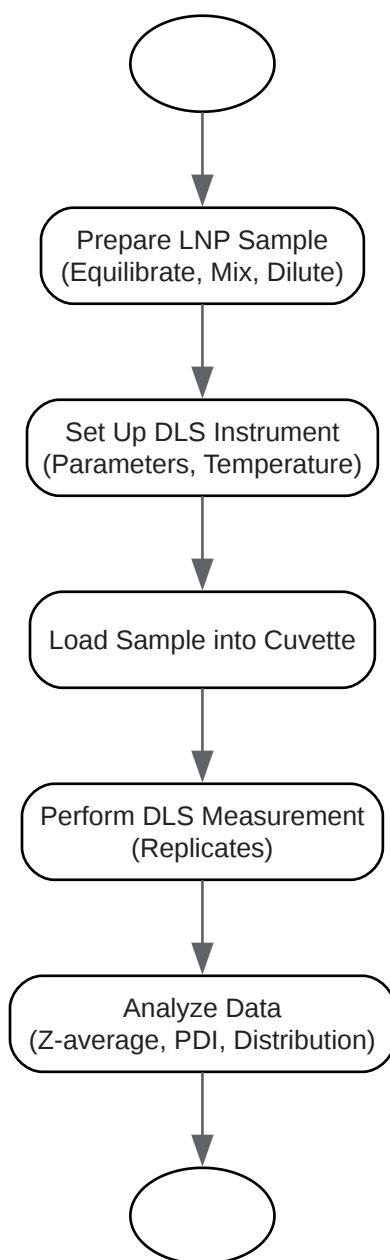 Prepare LNP Sample
(Equilibrate, Mix, Dilute)
Set Up DLS Instrument
(Parameters, Temperature)
Load Sample into Cuvette
Perform DLS Measurement
(Replicates)
Analyze Data
(Z-average, PDI, Distribution)